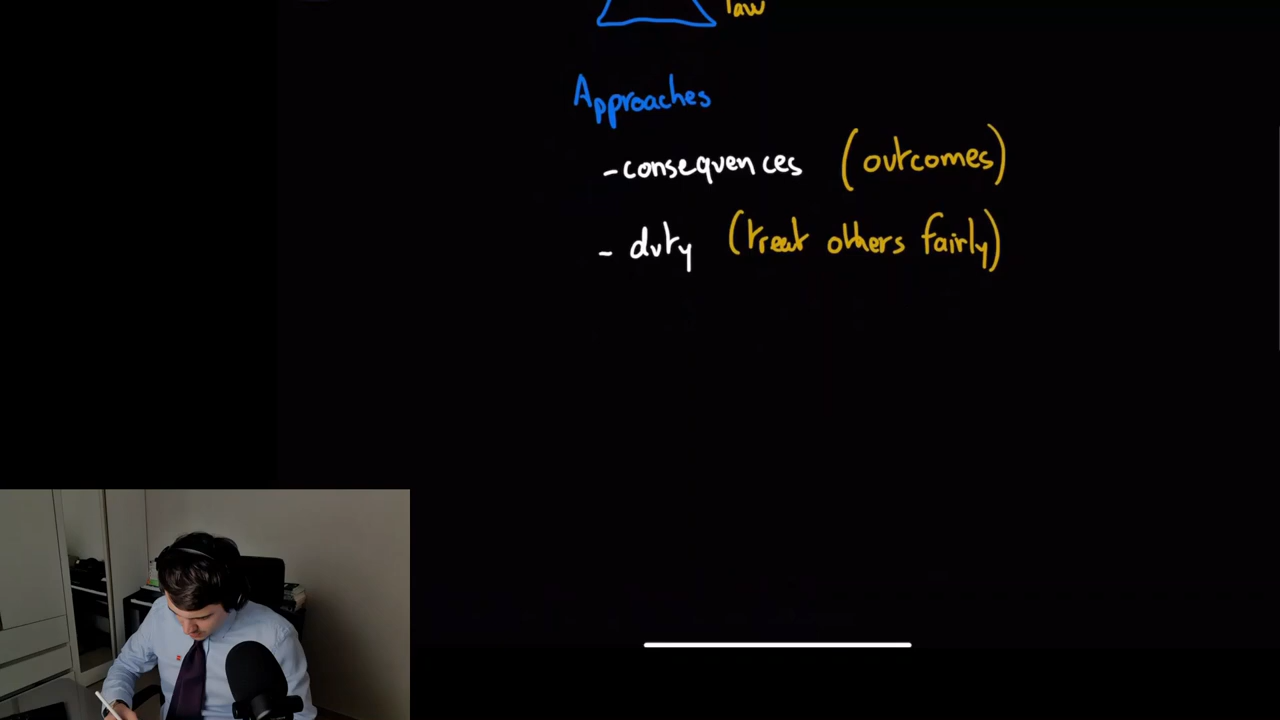 law
Approaches
- consequences (outcomes)
- duty (treat others fairly)